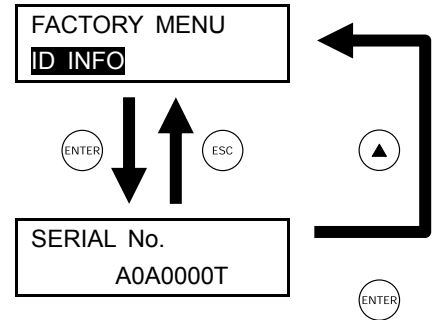 FACTORY MENU
ID INFO
ENTER
ESC
SERIAL No.
A0A0000T
ENTER